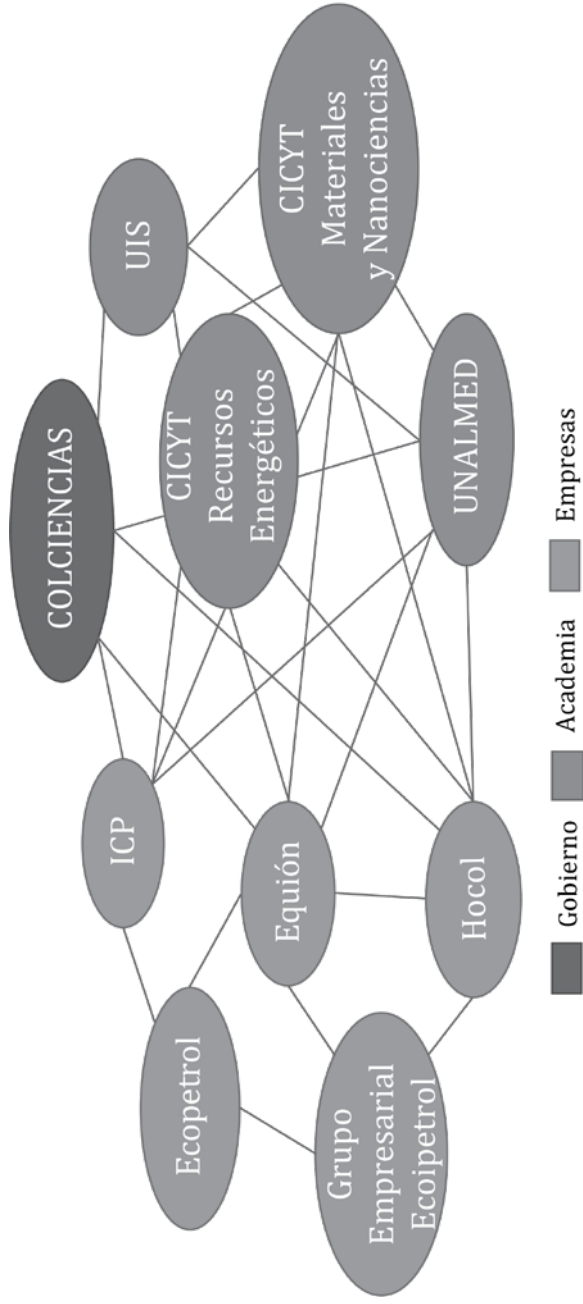 COLCIENCIAS
ICP
UIS
Ecopetrol
CICYT
Recursos
Energéticos
Equión
CICYT
Materiales
y Nanociencias
Grupo
Empresarial
Ecoipetrol
Hocol
UNALMED
Gobierno
Academia
Empresas